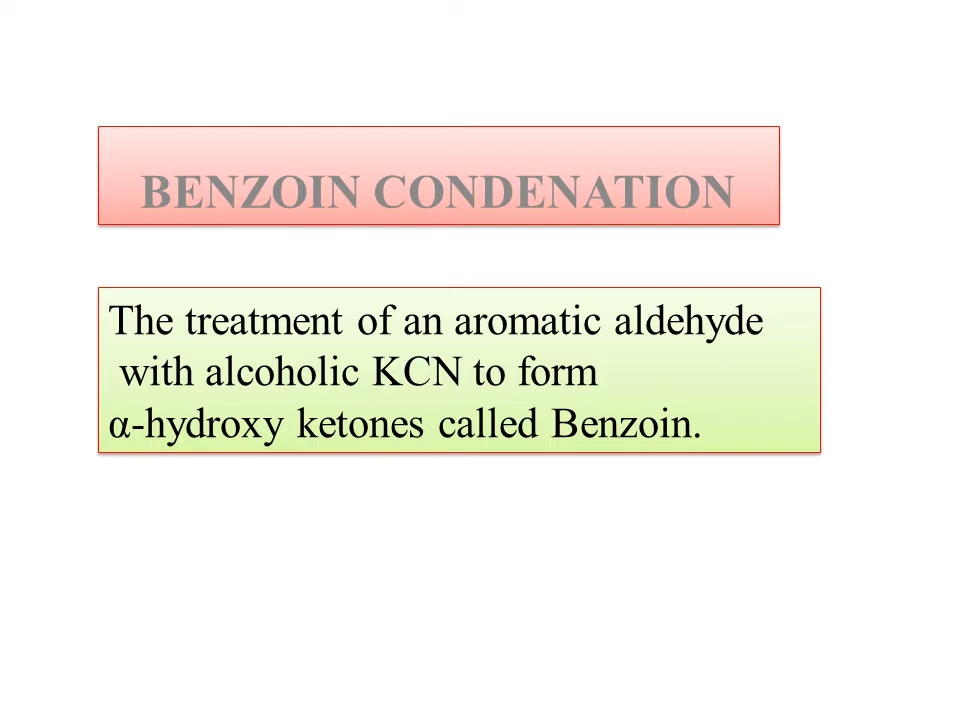 BENZOIN CONDENATION
The treatment of an aromatic aldehyde
with alcoholic KCN to form
α-hydroxy ketones called Benzoin.